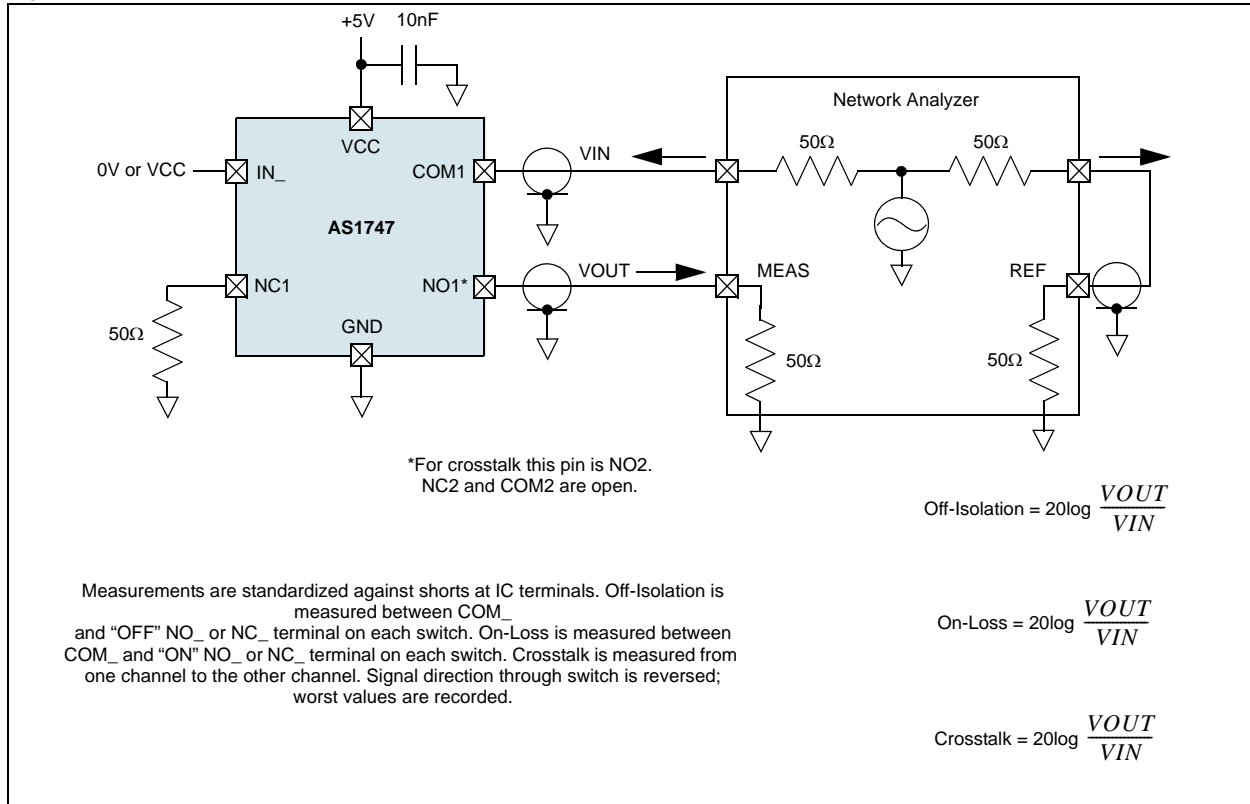 +5V 10nF
Network Analyzer
VCC
50Ω 50Ω
VIN
0V or VCC IN_ COM1
AS1747
NC1 NO1* VOUT MEAS REF
GND
50Ω
50Ω 50Ω
*For crosstalk this pin is NO2.
NC2 and COM2 are open.
Off-Isolation = 20log VOUT
VIN
Measurements are standardized against shorts at IC terminals. Off-Isolation is
measured between COM_
and “OFF” NO_ or NC_ terminal on each switch. On-Loss is measured between
COM_ and “ON” NO_ or NC_ terminal on each switch. Crosstalk is measured from
one channel to the other channel. Signal direction through switch is reversed;
worst values are recorded.
On-Loss = 20log VOUT
VIN
Crosstalk = 20log VOUT
VIN